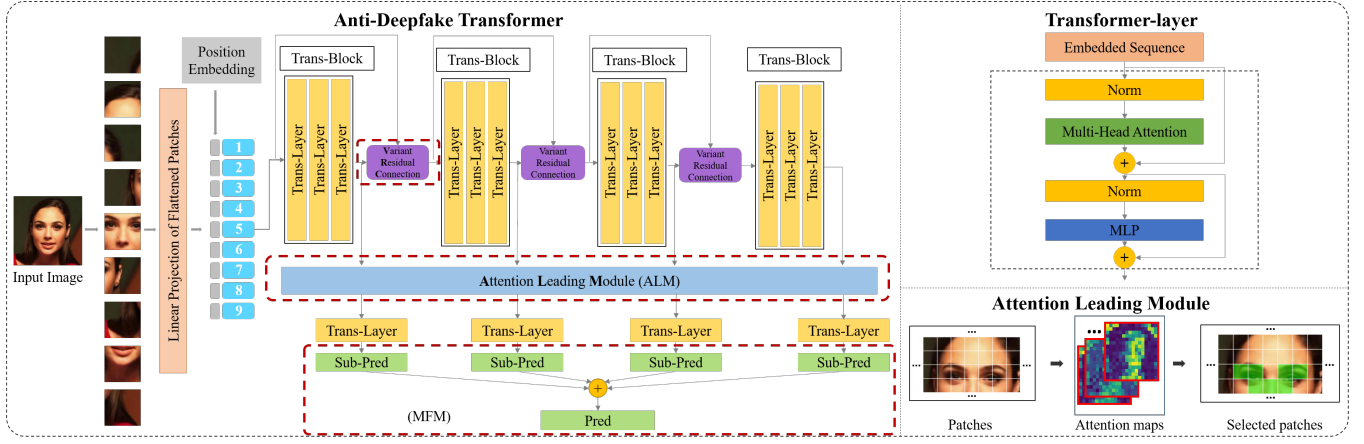 Anti-Deepfake Transformer
Position
Embedding
Trans-Block
Trans-Block
Trans-Block
Trans-Block
Linear Projection of Flattened Patches
1
2
3
4
5
6
7
8
9
Trans-Layer
Trans-Layer
Trans-Layer
Variant
Residual
Connection
Trans-Layer
Trans-Layer
Trans-Layer
Variant
Residual
Connection
Trans-Layer
Trans-Layer
Trans-Layer
Variant
Residual
Connection
Trans-Layer
Trans-Layer
Trans-Layer
Input Image
Attention Leading Module (ALM)
Trans-Layer
Trans-Layer
Trans-Layer
Trans-Layer
Sub-Pred
Sub-Pred
Sub-Pred
Sub-Pred
+
(MFM)
Pred
Transformer-layer
Embedded Sequence
Norm
Multi-Head Attention
+
Norm
MLP
+
Attention Leading Module
...
...
...
...
...
...
...
...
...
Patches
Attention maps
Selected patches